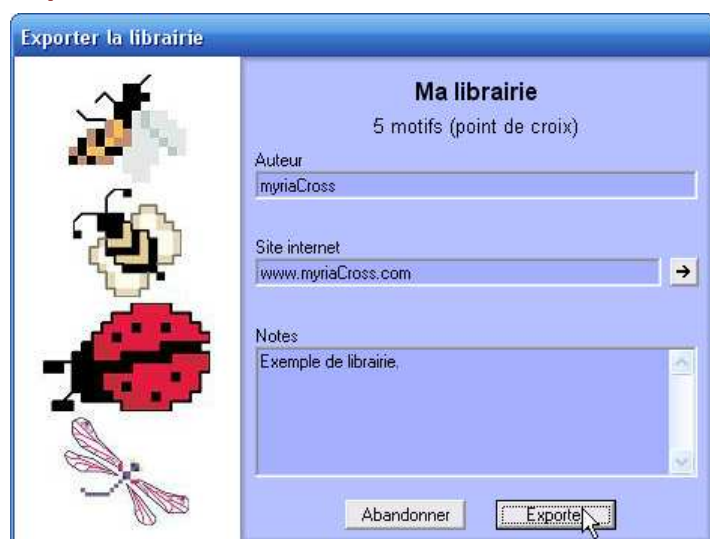 Exporter la librairie
Ma librairie
5 motifs (point de croix)
Auteur
myriaCross
Site internet
www.myriaCross.com
Notes
Exemple de librairie.
Abandonner
Exporter